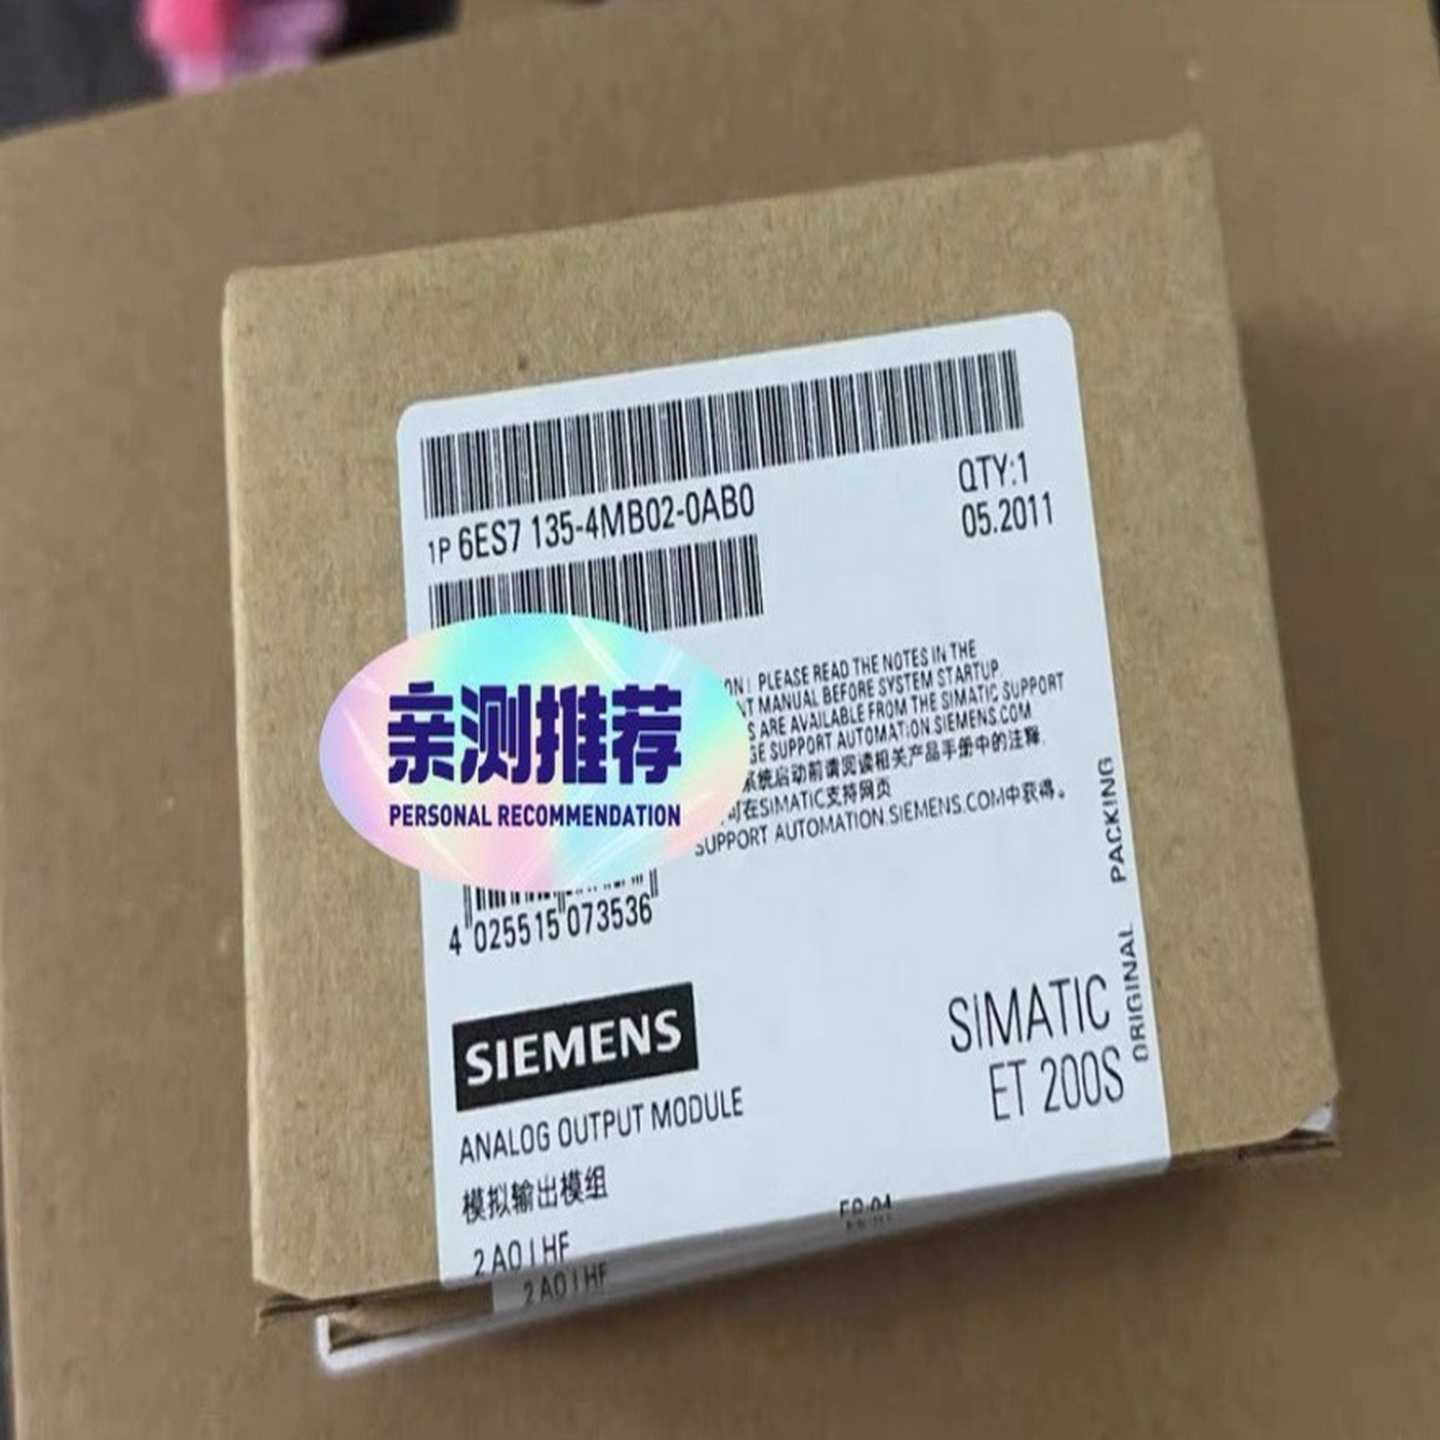 1P 6ES7 135-4MB02-0AB0
QTY:1
05.2011
PLEASE READ THE NOTES IN THE
MANUAL BEFORE SYSTEM STARTUP
ARE AVAILABLE FROM THE SIMATIC SUPPORT
SUPPORT AUTOMATION.SIEMENS.COM
系统启动前请阅读相关产品手册中的注释.
可在SIMATIC支持网页
SUPPORT AUTOMATION.SIEMENS.COM中获得。
亲测推荐
PERSONAL RECOMMENDATION
4 025515 073536
ORIGINAL PACKING
SIEMENS
SIMATIC
ET 200S
ANALOG OUTPUT MODULE
模拟输出模组
2 AO I HF
2 AO I HF